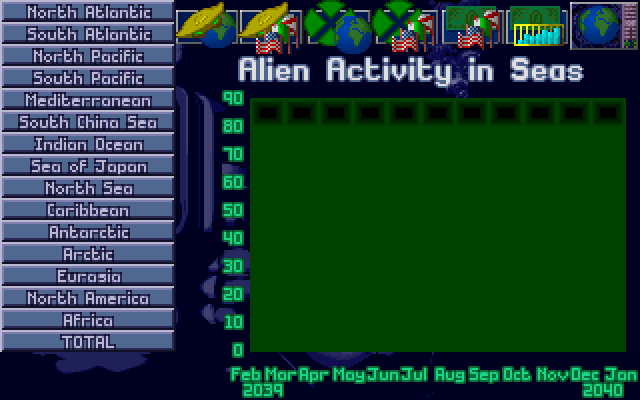 North Atlantic
South Atlantic
North Pacific
South Pacific
Mediterranean
South China Sea
Indian Ocean
Sea of Japan
North Sea
Caribbean
Antarctic
Arctic
Eurasia
North America
Africa
TOTAL
Alien Activity in Seas
90
80
70
60
50
40
30
20
10
0
Feb Mar Apr May Jun Jul Aug Sep Oct Nov Dec Jan
2039 2040